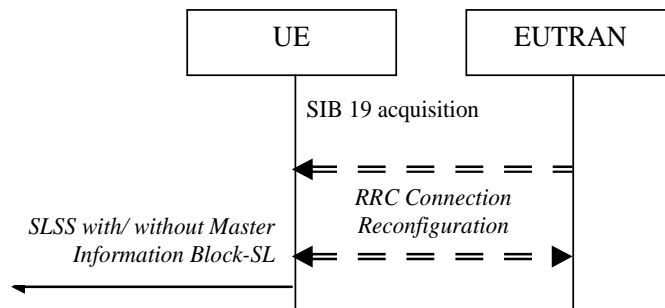 UE
EUTRAN
SIB 19 acquisition
RRC Connection
Reconfiguration
SLSS with/ without Master
Information Block-SL